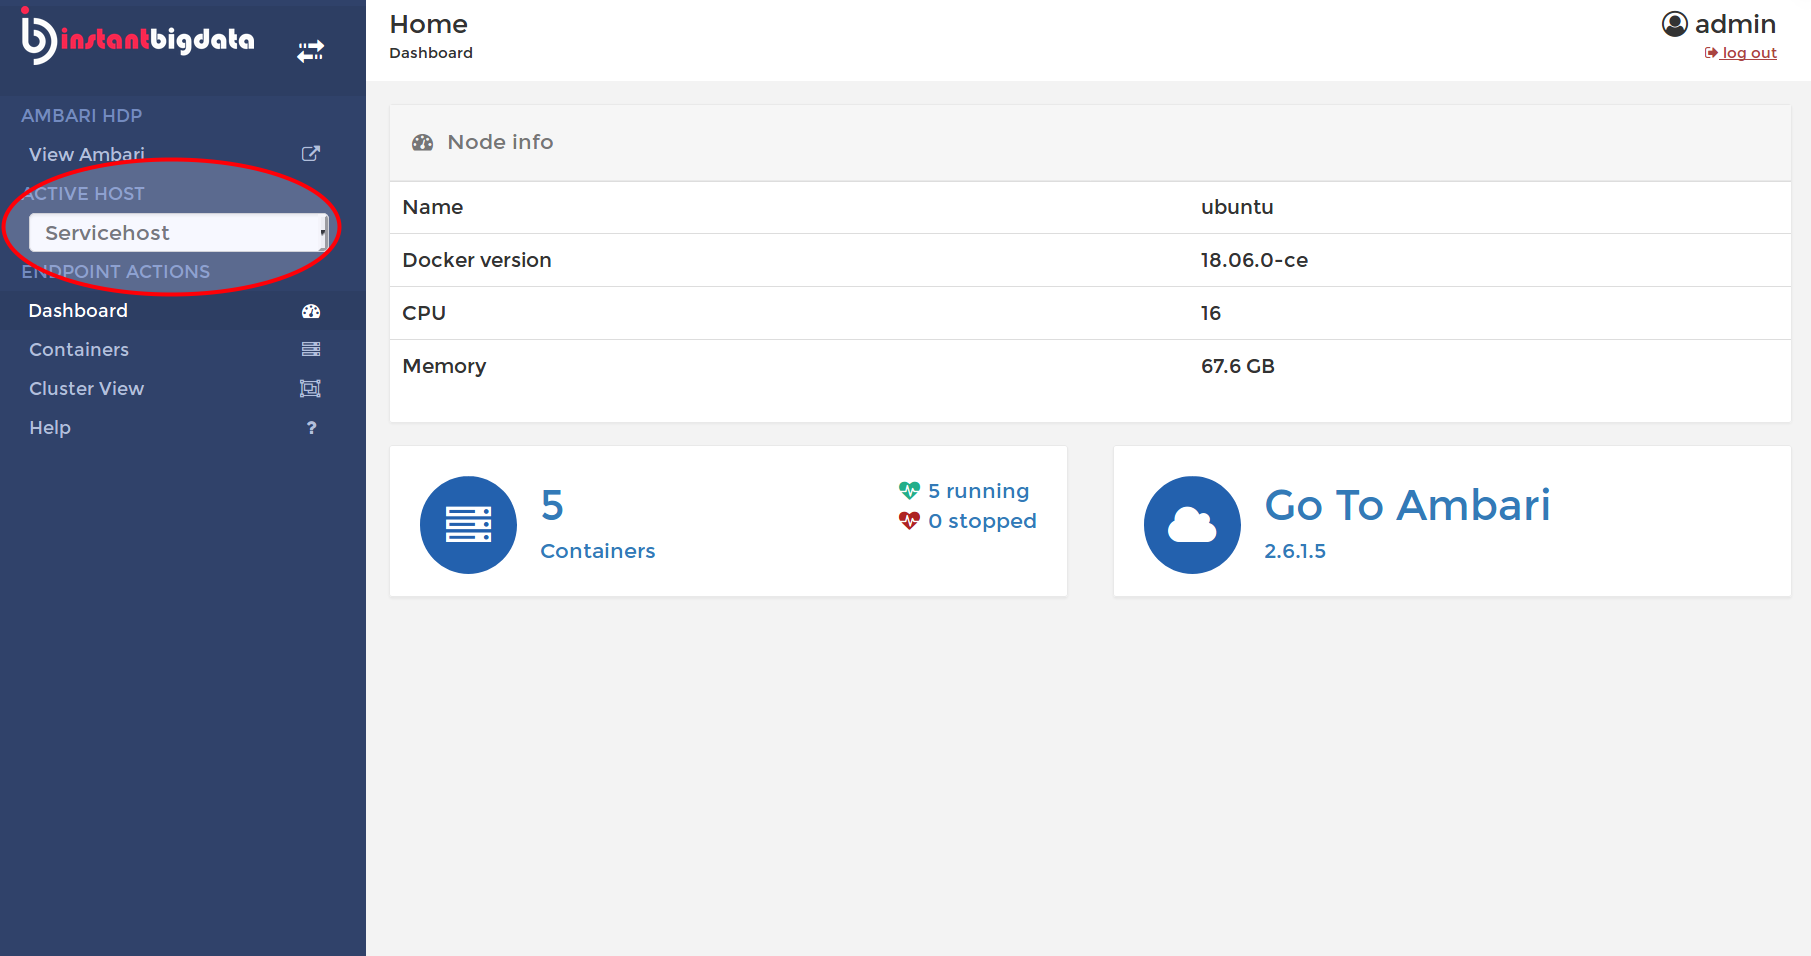 instantbigdata
AMBARI HDP
View Ambari
ACTIVE HOST
Servicehost
ENDPOINT ACTIONS
Dashboard
Containers
Cluster View
Help
?
Home
Dashboard
admin
log out
Node info
Name ubuntu
Docker version 18.06.0-ce
CPU 16
Memory 67.6 GB
5
Containers
5 running
0 stopped
Go To Ambari
2.6.1.5